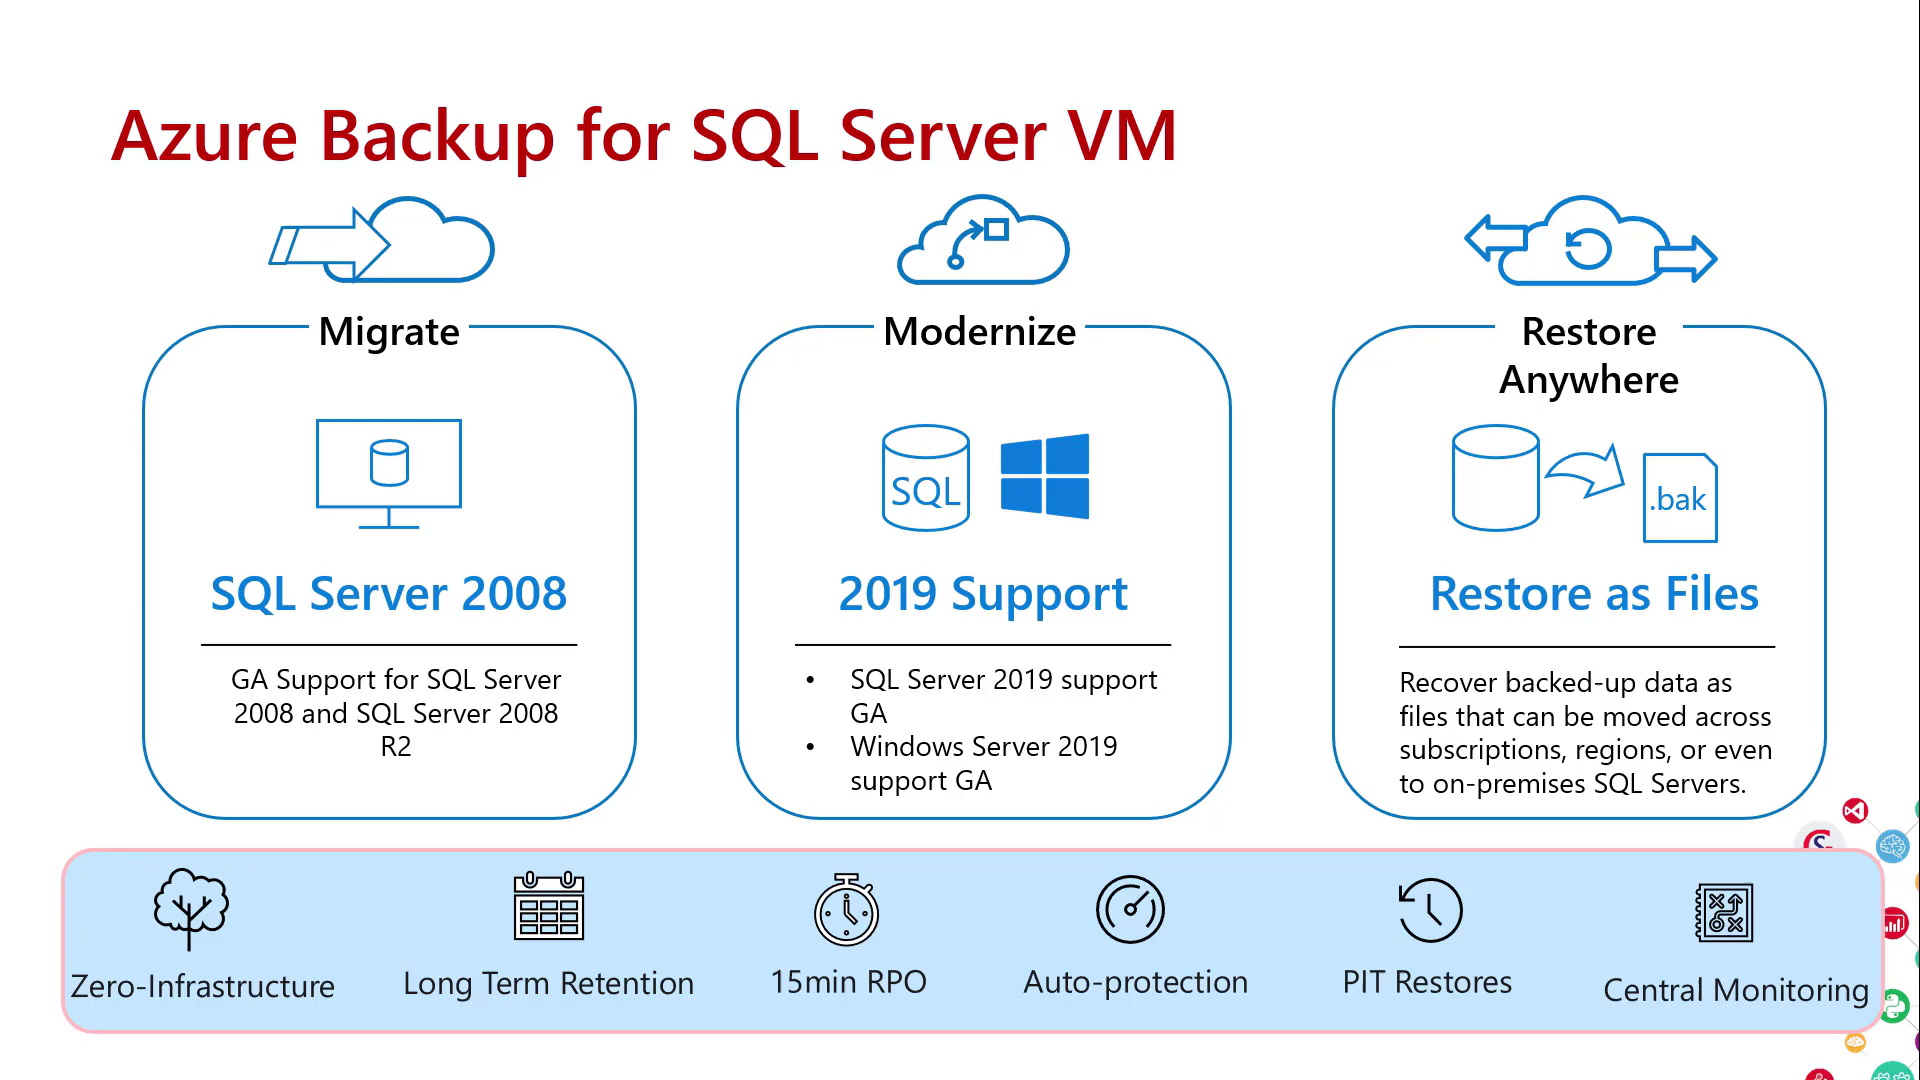 Azure Backup for SQL Server VM
Migrate
SQL Server 2008
GA Support for SQL Server
2008 and SQL Server 2008
R2
Modernize
SQL
2019 Support
• SQL Server 2019 support
GA
• Windows Server 2019
support GA
Restore
Anywhere
.bak
Restore as Files
Recover backed-up data as
files that can be moved across
subscriptions, regions, or even
to on-premises SQL Servers.
Zero-Infrastructure
Long Term Retention
15min RPO
Auto-protection
PIT Restores
Central Monitoring